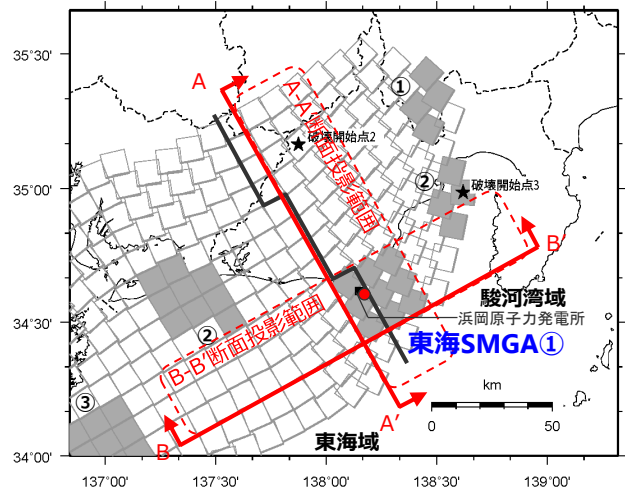 35°30'
A
①
A-A'断面投影範囲
破壊開始点2
35°00'
②
破壊開始点3
B'
駿河湾域
浜岡原子力発電所
34°30'
B-B'断面投影範囲
②
東海SMGA①
③
km
A'
0
50
34°00'
B
東海域
137°00'
137°30'
138°00'
138°30'
139°00'